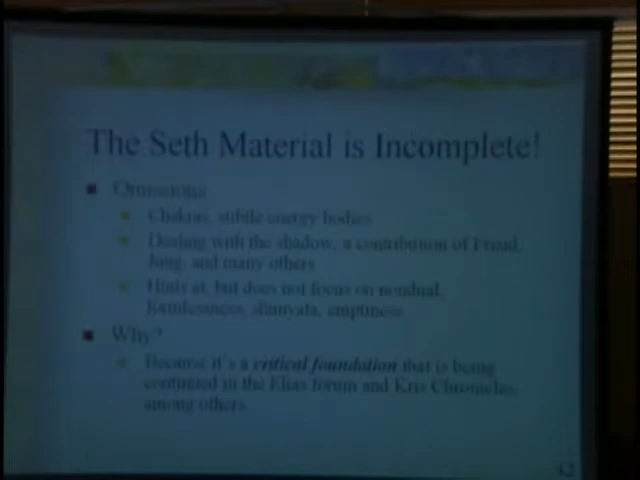 The Seth Material is Incomplete!
Omissions
Chakras, subtle energy bodies
Dealing with the shadow, a contribution of Freud,
Jung, and many others
Hints at, but does not focus on nondual,
formlessness, shunyata, emptiness
Why?
Because it's a critical foundation that is being
continued in the Elias forum and Kris Chronicles,
among others